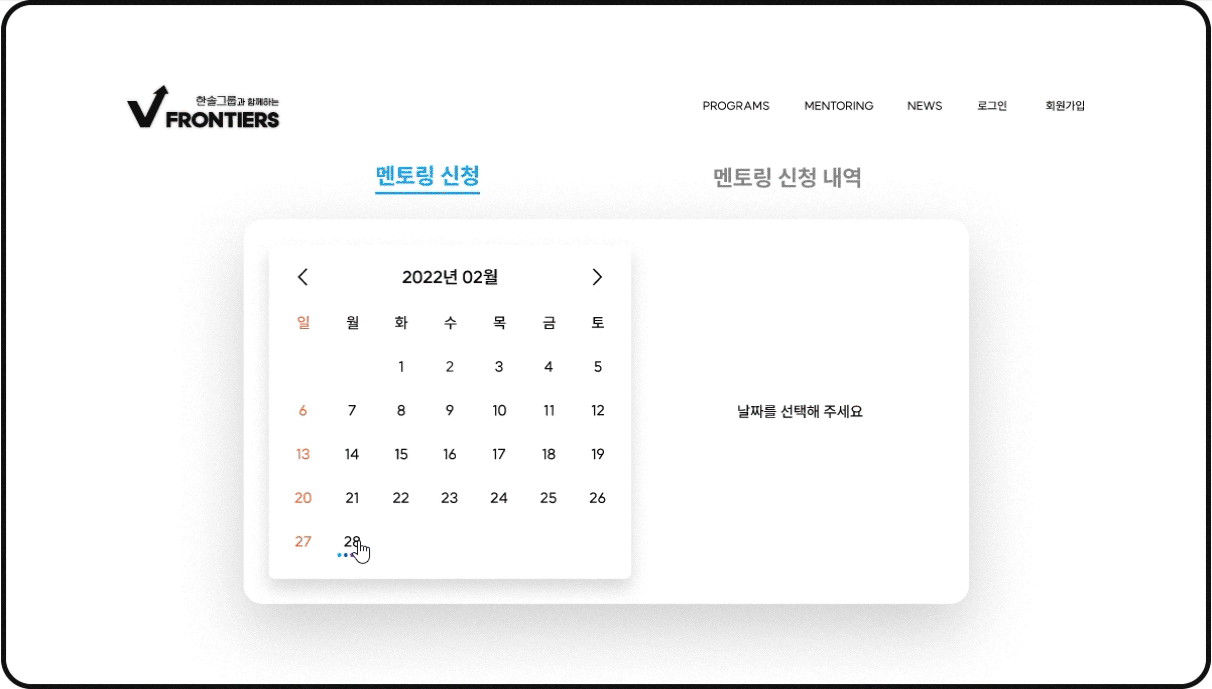 한솔그룹과 함께하는
FRONTIERS
PROGRAMS MENTORING NEWS 로그인 회원가입
멘토링 신청 멘토링 신청 내역
2022년 02월
일 월 화 수 목 금 토
1 2 3 4 5
6 7 8 9 10 11 12
13 14 15 16 17 18 19
20 21 22 23 24 25 26
27 28
날짜를 선택해 주세요